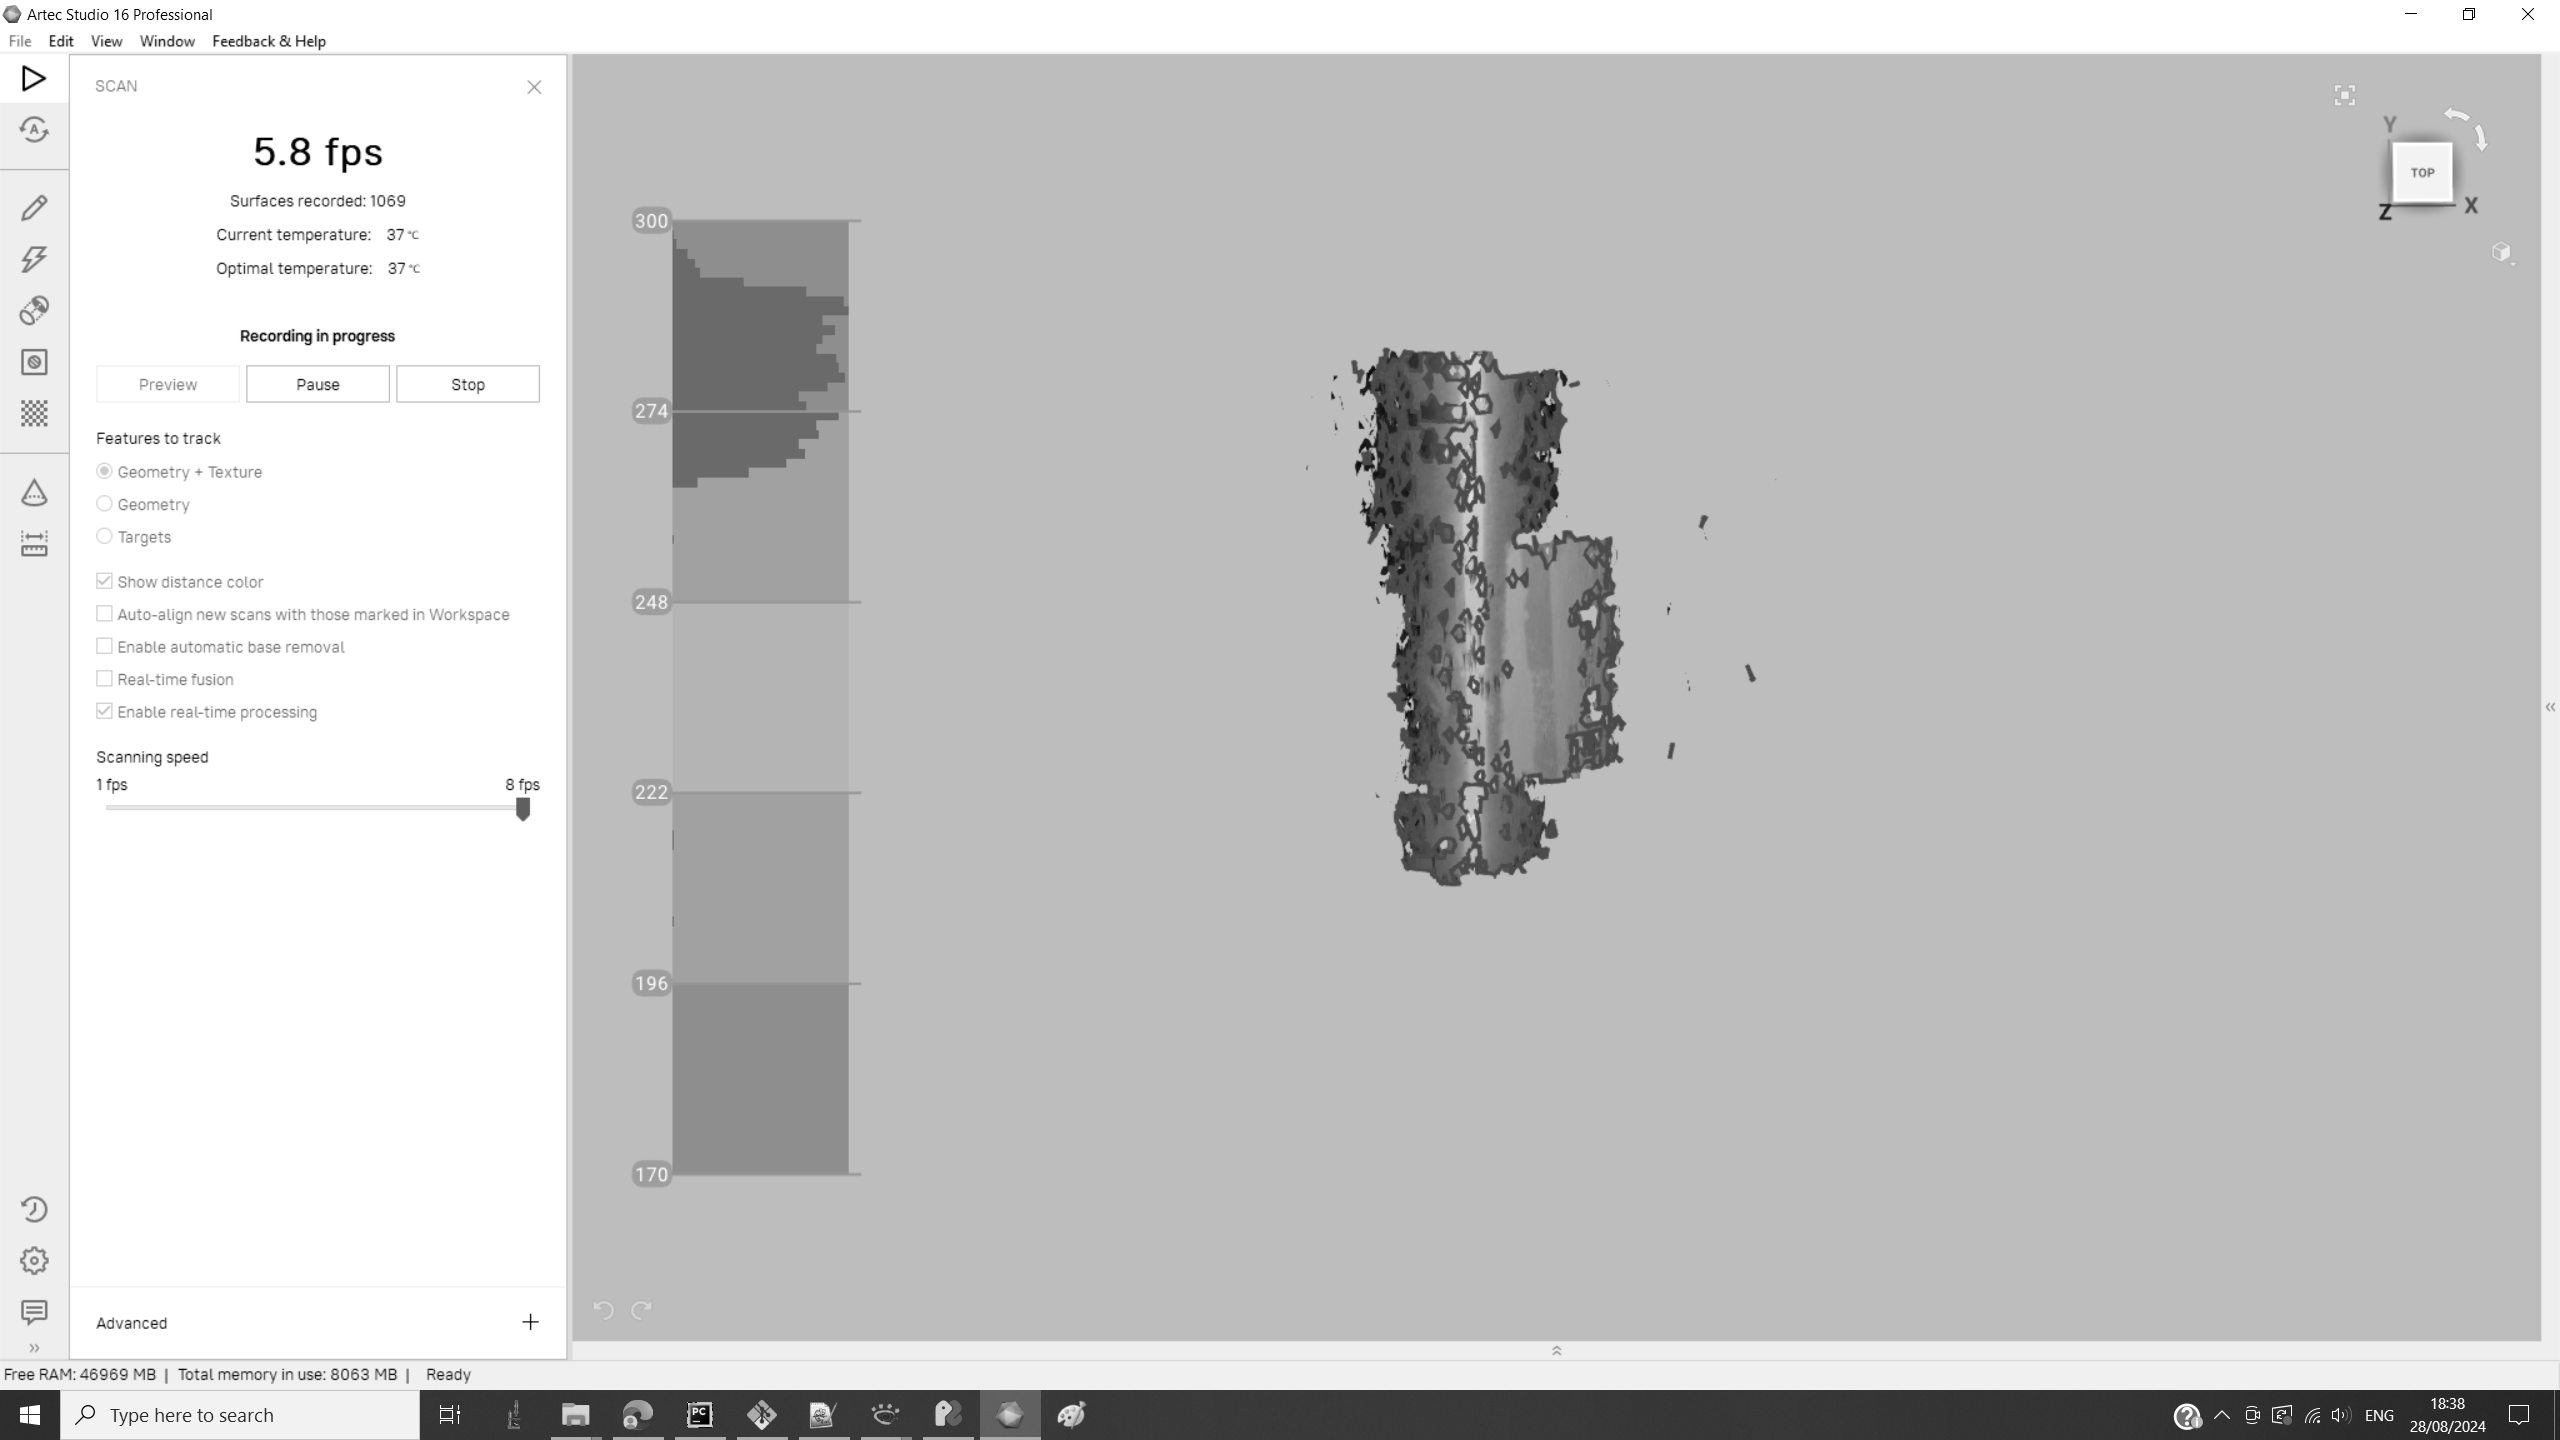 Artec Studio 16 Professional
File Edit View Window Feedback & Help
SCAN
5.8 fps
Surfaces recorded: 1069
Current temperature: 37 °C
Optimal temperature: 37 °C
Recording in progress
Preview Pause Stop
Features to track
Geometry + Texture
Geometry
Targets
Show distance color
Auto-align new scans with those marked in Workspace
Enable automatic base removal
Real-time fusion
Enable real-time processing
Scanning speed
1 fps 8 fps
Advanced
300
274
248
222
196
170
Y
TOP
Z X
Free RAM: 46969 MB | Total memory in use: 8063 MB | Ready
Type here to search
PC
ENG
18:38
28/08/2024